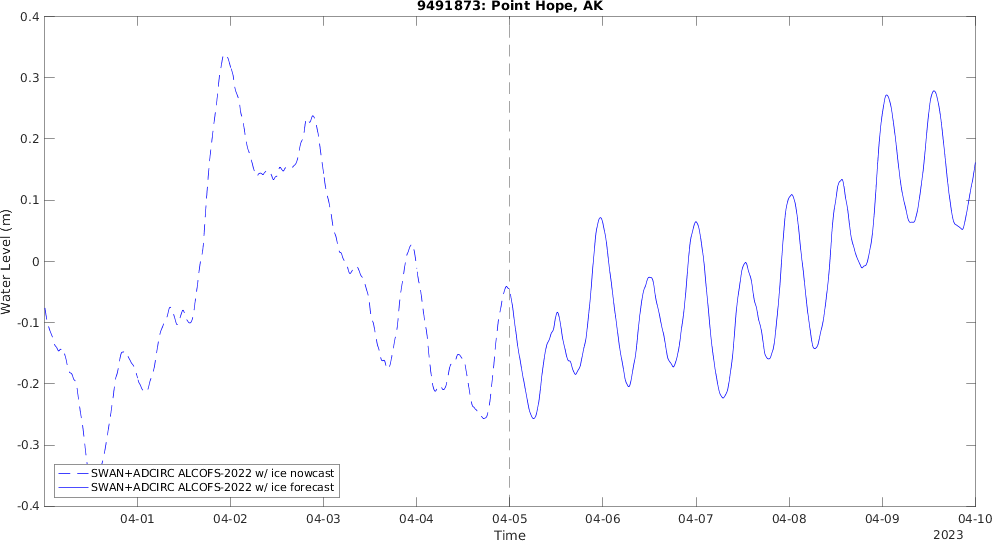 9491873: Point Hope, AK
0.4
0.3
0.2
0.1
0
-0.1
-0.2
-0.3
-0.4
Water Level (m)
SWAN+ADCIRC ALCOFS-2022 w/ ice nowcast
SWAN+ADCIRC ALCOFS-2022 w/ ice forecast
04-01 04-02 04-03 04-04 04-05 04-06 04-07 04-08 04-09 04-10
Time
2023